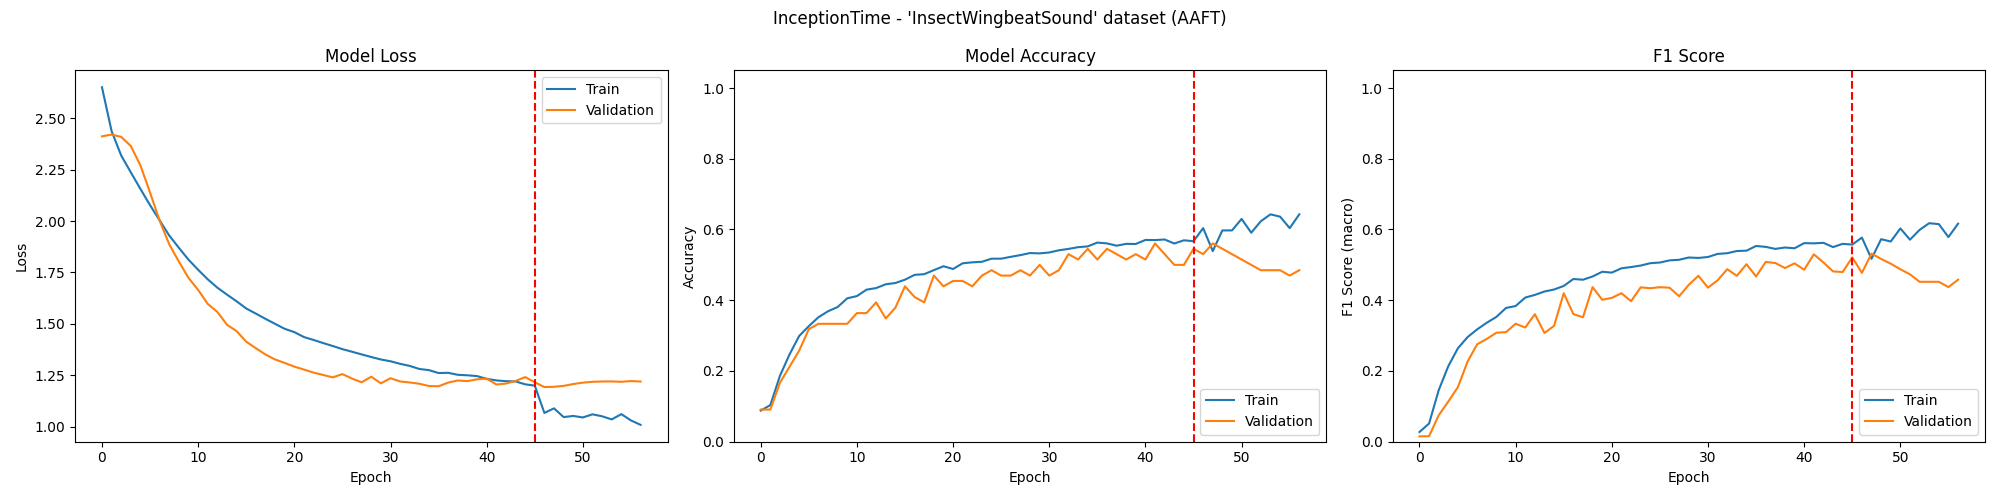 InceptionTime - 'InsectWingbeatSound' dataset (AAFT)
Model Loss
Loss
2.50
2.25
2.00
1.75
1.50
1.25
1.00
0 10 20 30 40 50
Epoch
Train
Validation
Model Accuracy
Accuracy
1.0
0.8
0.6
0.4
0.2
0.0
0 10 20 30 40 50
Epoch
Train
Validation
F1 Score
F1 Score (macro)
1.0
0.8
0.6
0.4
0.2
0.0
0 10 20 30 40 50
Epoch
Train
Validation